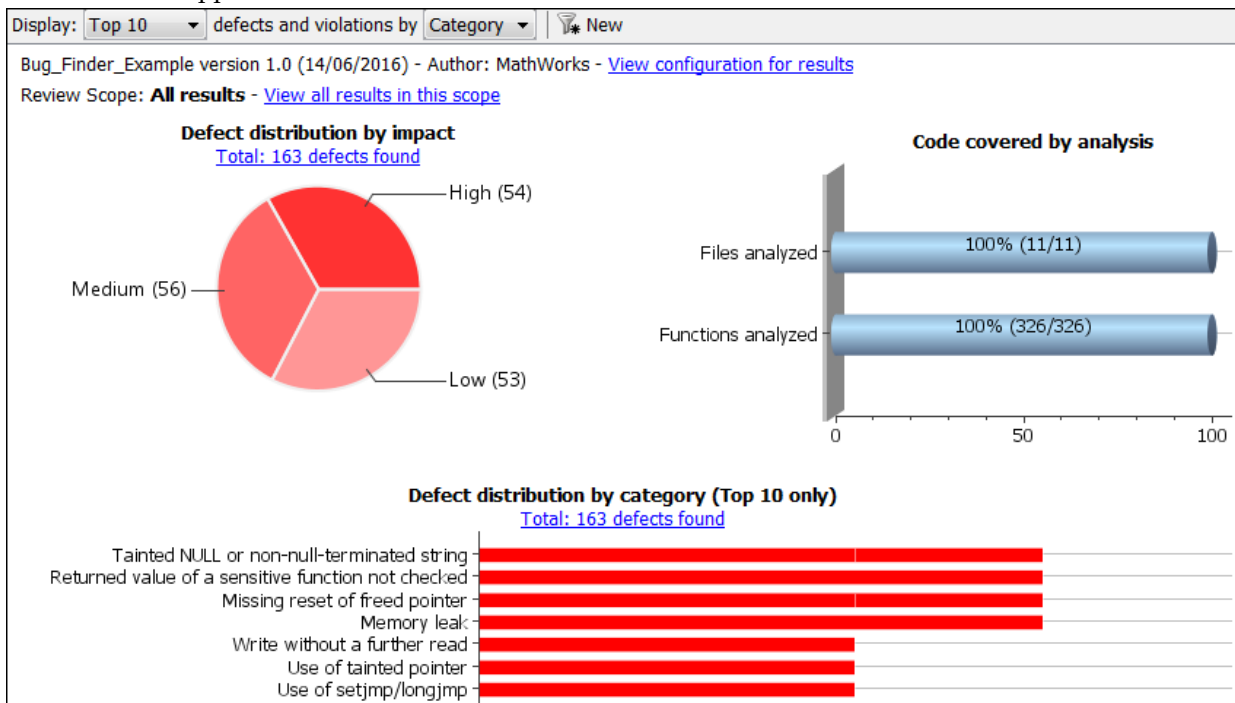 Display: Top 10 defects and violations by Category New
Bug_Finder_Example version 1.0 (14/06/2016) - Author: MathWorks - View configuration for results
Review Scope: All results - View all results in this scope
Defect distribution by impact
Total: 163 defects found
High (54)
Medium (56)
Low (53)
Code covered by analysis
Files analyzed
100% (11/11)
Functions analyzed
100% (326/326)
0 50 100
Defect distribution by category (Top 10 only)
Total: 163 defects found
Tainted NULL or non-null-terminated string
Returned value of a sensitive function not checked
Missing reset of freed pointer
Memory leak
Write without a further read
Use of tainted pointer
Use of setjmp/longjmp